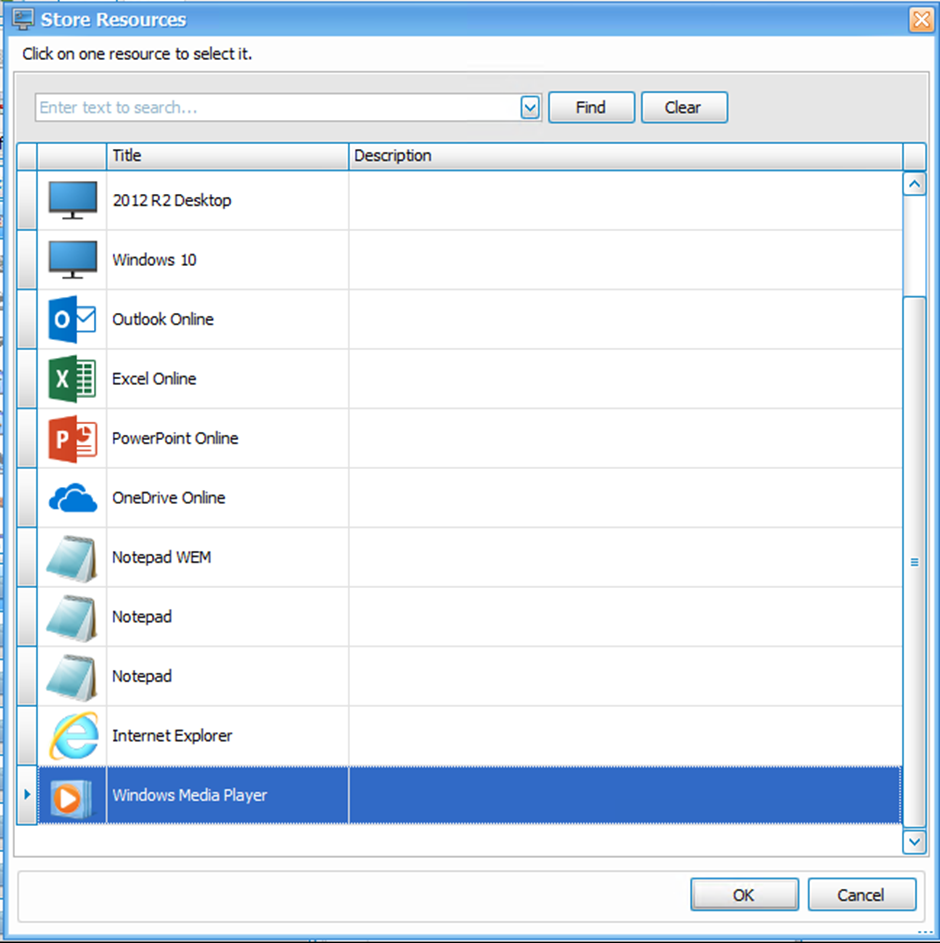 Store Resources
Click on one resource to select it.
Enter text to search... Find Clear
Title Description
2012 R2 Desktop
Windows 10
Outlook Online
Excel Online
PowerPoint Online
OneDrive Online
Notepad WEM
Notepad
Notepad
Internet Explorer
Windows Media Player
OK Cancel